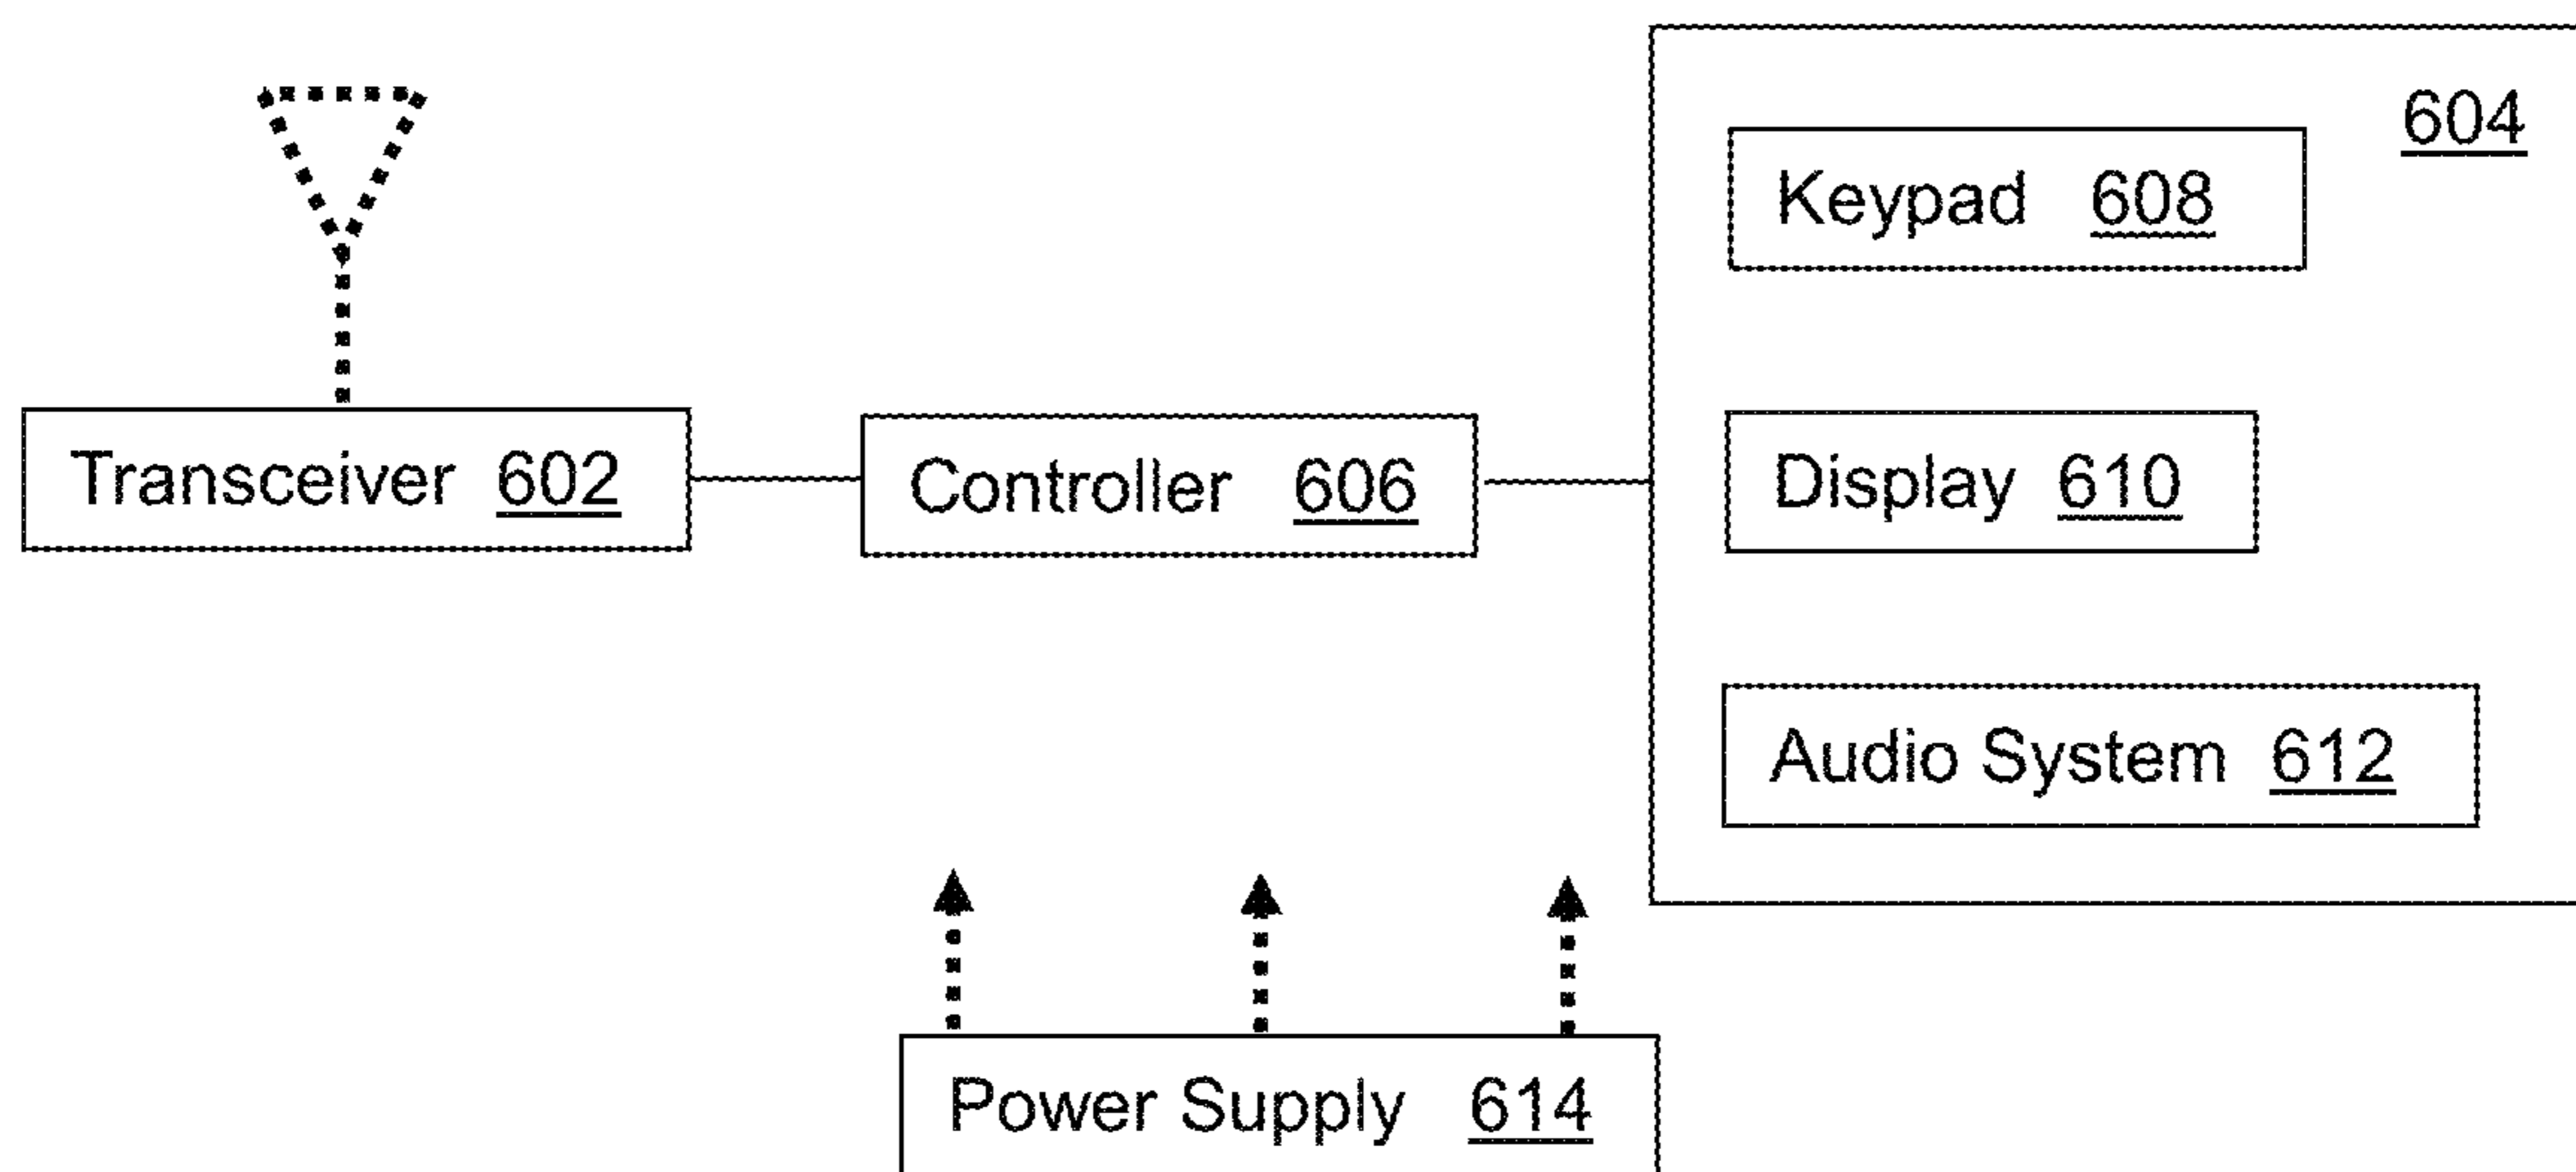 604
Keypad 608
Transceiver 602
Controller 606
Display 610
Audio System 612
Power Supply 614